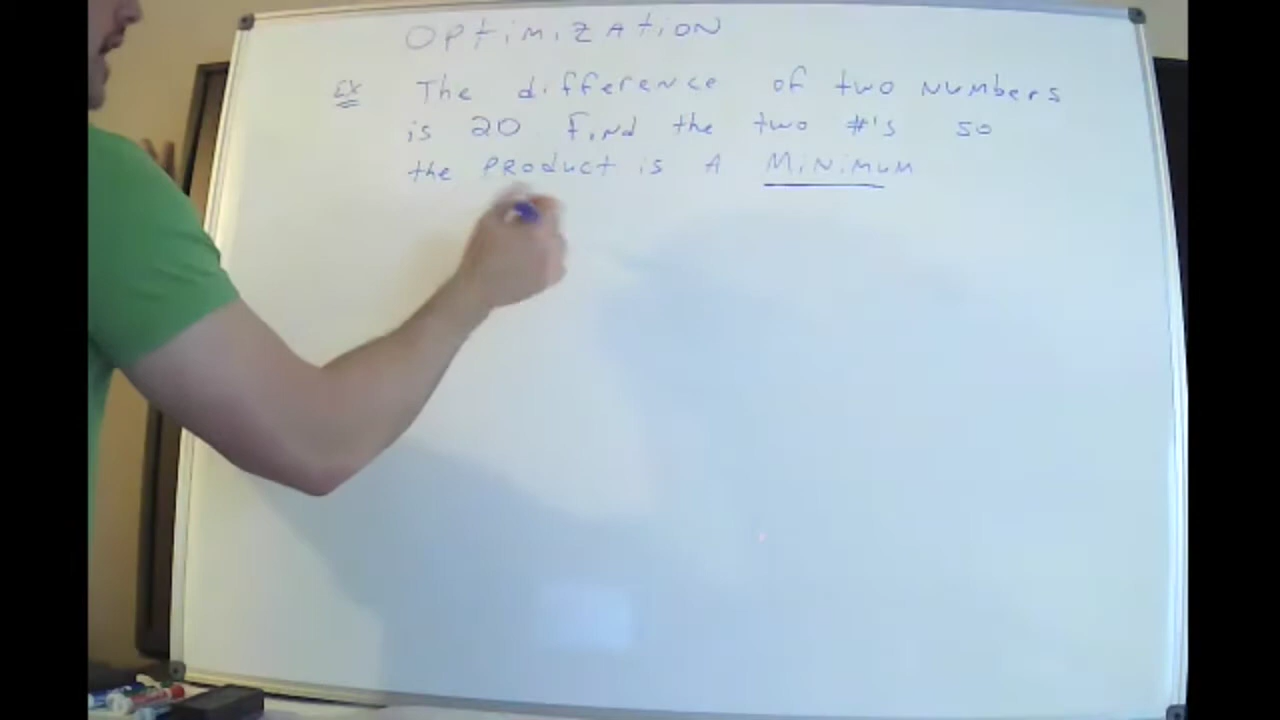 OPtiMIZAtION
Ex The difference of two numbers
is 20 Find the two #'s so
the PRoduct is A MiNiMuM